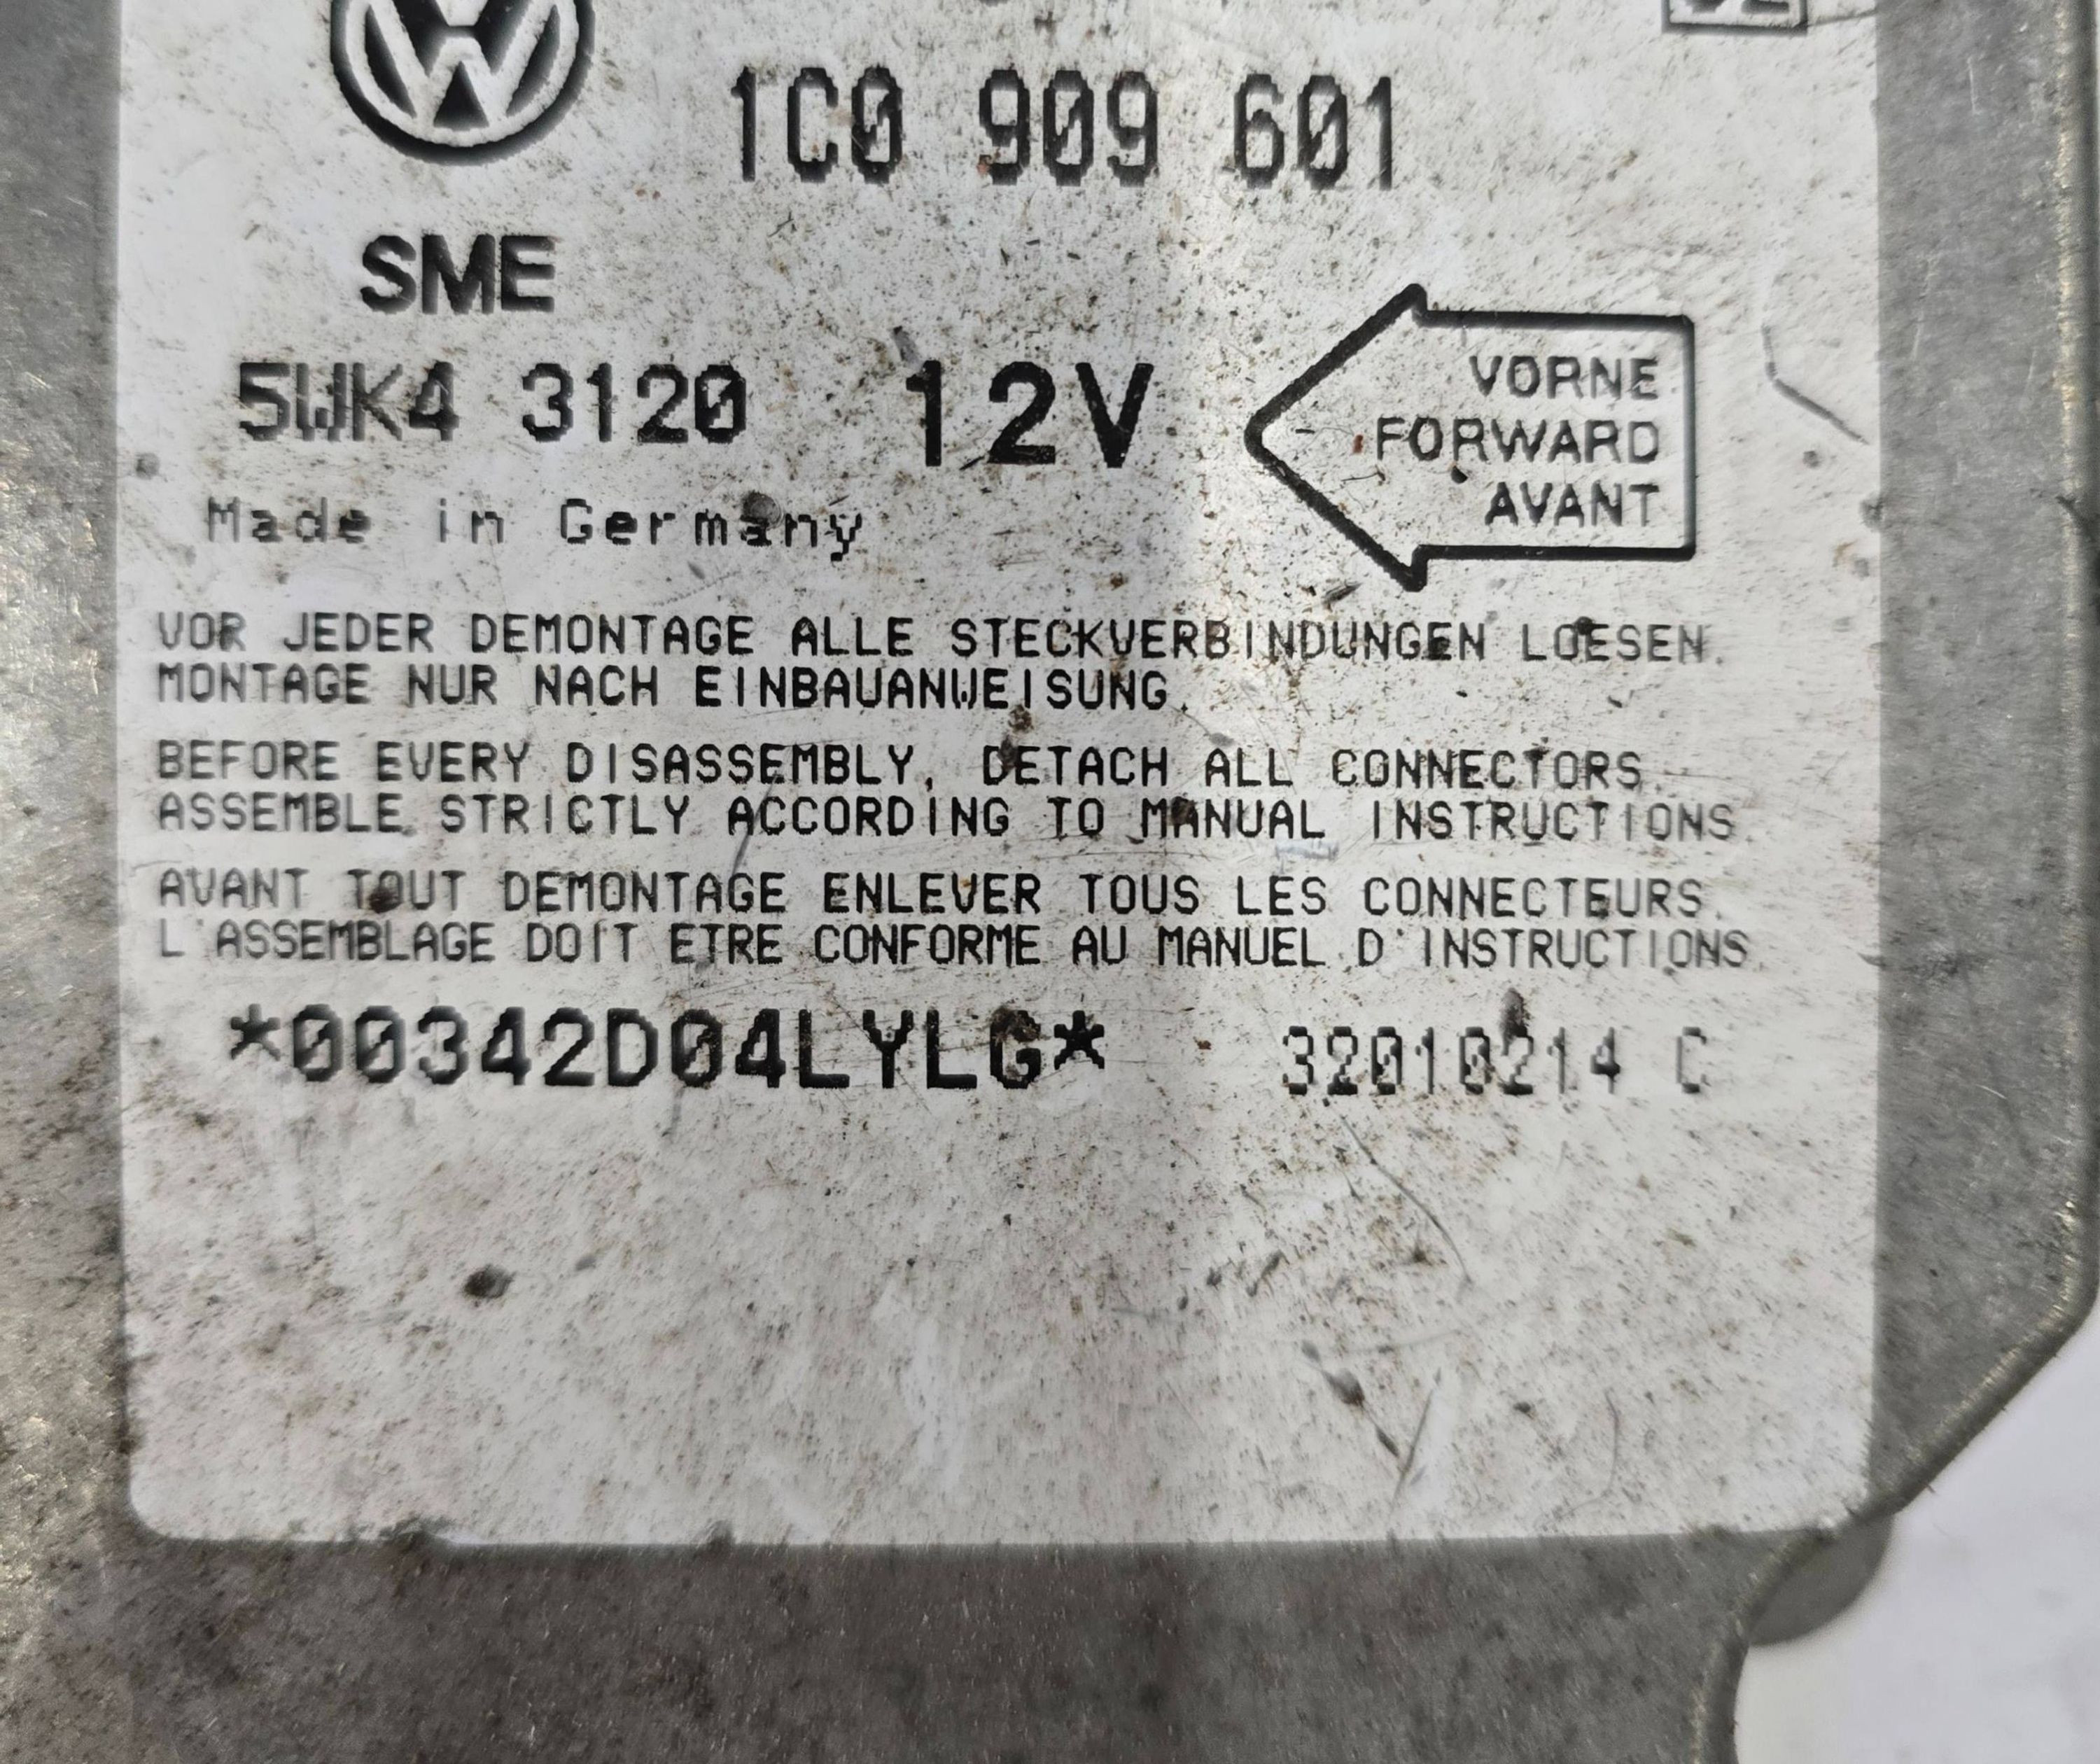 1C0 909 601
SME
5WK4 3120 12V
VORNE
FORWARD
AVANT
Made in Germany
VOR JEDER DEMONTAGE ALLE STECKVERBINDUNGEN LOESEN.
MONTAGE NUR NACH EINBAUANWEISUNG.
BEFORE EVERY DISASSEMBLY, DETACH ALL CONNECTORS.
ASSEMBLE STRICTLY ACCORDING TO MANUAL INSTRUCTIONS.
AVANT TOUT DEMONTAGE ENLEVER TOUS LES CONNECTEURS.
L'ASSEMBLAGE DOIT ETRE CONFORME AU MANUEL D'INSTRUCTIONS.
*00342D04LYLG* 32010214 C